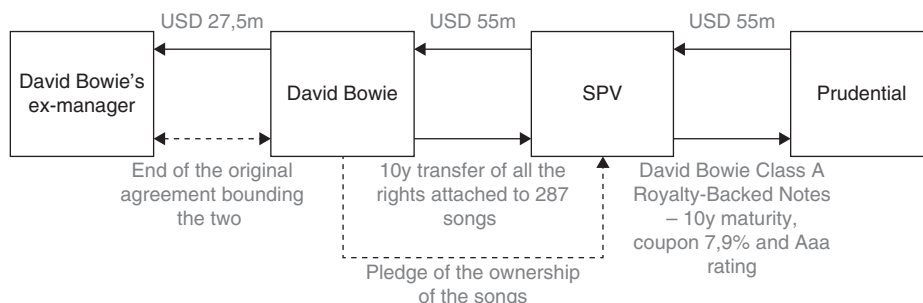 USD 27,5m
USD 55m
USD 55m
David Bowie's
ex-manager
David Bowie
SPV
Prudential
End of the original
agreement bounding
the two
10y transfer of all the
rights attached to 287
songs
David Bowie Class A
Royalty-Backed Notes
– 10y maturity,
coupon 7,9% and Aaa
rating
Pledge of the ownership
of the songs